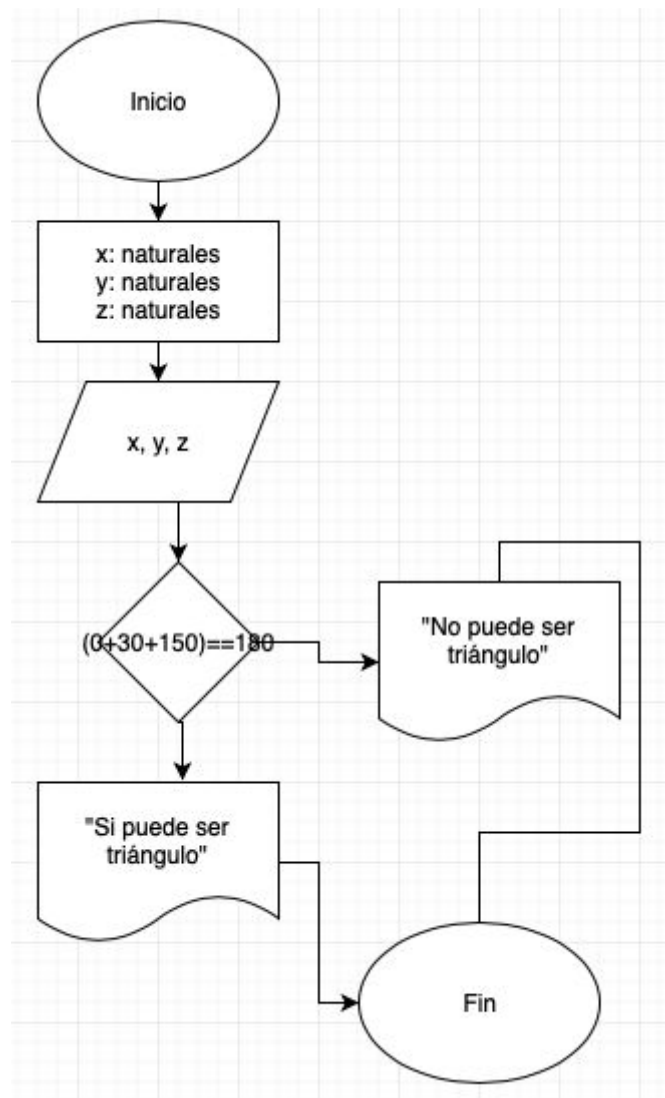 Inicio
x: naturales
y: naturales
z: naturales
x, y, z
(0+30+150)==180
"No puede ser
triángulo"
"Si puede ser
triángulo"
Fin